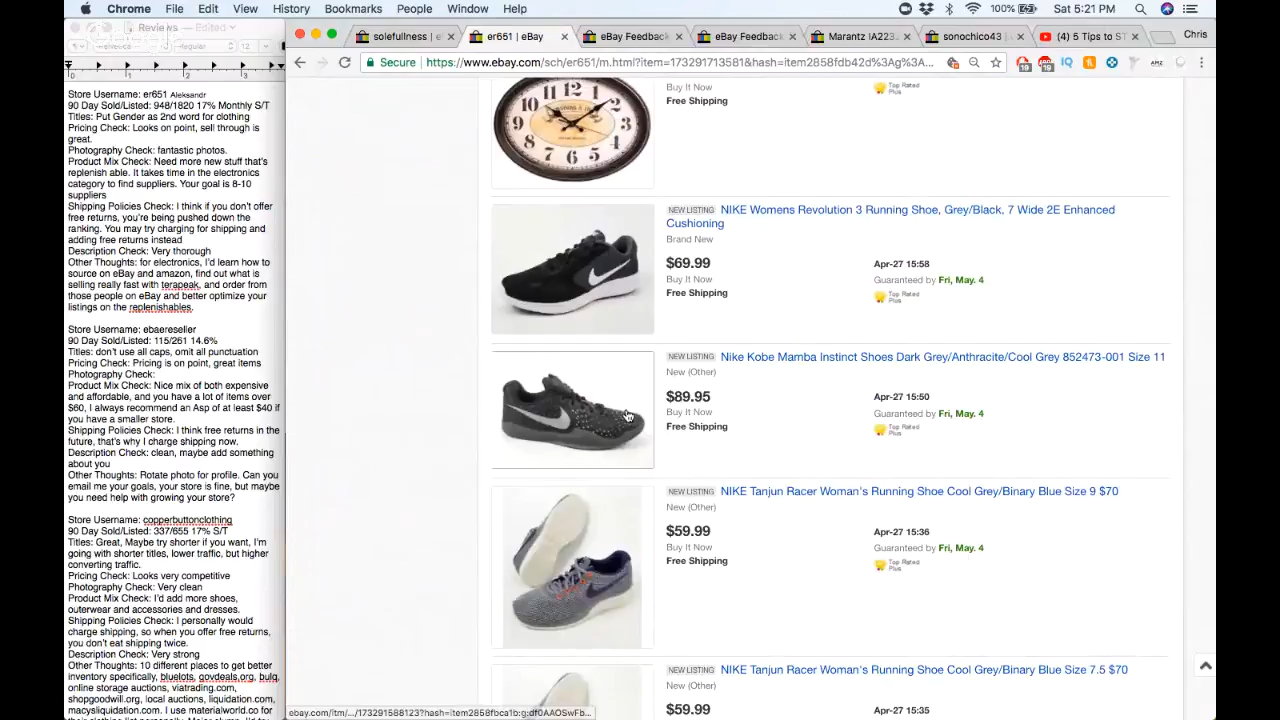 Chrome File Edit View History Bookmarks People Window Help 100% Sat 5:21 PM
Reviews — Edited
Helvetica Regular 12
0 1 2 3
solefullness | e er651 | eBay eBay Feedback eBay Feedback Marantz \A223 sonochico43 | (4) 5 Tips to ST Chris
Secure | https://www.ebay.com/sch/er651/m.html?item=173291713581&hash=item2858fdb42d%3Ag%3A...
19 19 IQ
Store Username: er651 Aleksandr
90 Day Sold/Listed: 948/1820 17% Monthly S/T
Titles: Put Gender as 2nd word for clothing
Pricing Check: Looks on point, sell through is
great.
Photography Check: fantastic photos.
Product Mix Check: Need more new stuff that's
replenish able. It takes time in the electronics
category to find suppliers. Your goal is 8-10
suppliers
Shipping Policies Check: I think if you don't offer
free returns, you're being pushed down the
ranking. You may try charging for shipping and
adding free returns instead
Description Check: Very thorough
Other Thoughts: for electronics, I'd learn how to
source on eBay and amazon, find out what is
selling really fast with terapeak, and order from
those people on eBay and better optimize your
listings on the replenishables.
Store Username: ebaereseller
90 Day Sold/Listed: 115/261 14.6%
Titles: don't use all caps, omit all punctuation
Pricing Check: Pricing is on point, great items
Photography Check:
Product Mix Check: Nice mix of both expensive
and affordable, and you have a lot of items over
$60, I always recommend an Asp of at least $40 if
you have a smaller store.
Shipping Policies Check: I think free returns in the
future, that's why I charge shipping now.
Description Check: clean, maybe add something
about you
Other Thoughts: Rotate photo for profile. Can you
email me your goals, your store is fine, but maybe
you need help with growing your store?
Store Username: copperbuttonclothing
90 Day Sold/Listed: 337/655 17% S/T
Titles: Great, Maybe try shorter if you want, I'm
going with shorter titles, lower traffic, but higher
converting traffic.
Pricing Check: Looks very competitive
Photography Check: Very clean
Product Mix Check: I'd add more shoes,
outerwear and accessories and dresses.
Shipping Policies Check: I personally would
charge shipping, so when you offer free returns,
you don't eat shipping twice.
Description Check: Very strong
Other Thoughts: 10 different places to get better
inventory specifically, bluelots, govdeals.org, bulq,
online storage auctions, viatrading.com,
shopgoodwill.org, local auctions, liquidation.com,
macysliquidation.com. I use materialworld.co for
Buy It Now
Free Shipping
Top Rated
Plus
NEW LISTING NIKE Womens Revolution 3 Running Shoe, Grey/Black, 7 Wide 2E Enhanced
Cushioning
Brand New
$69.99 Apr-27 15:58
Buy It Now Guaranteed by Fri, May. 4
Free Shipping Top Rated
Plus
NEW LISTING Nike Kobe Mamba Instinct Shoes Dark Grey/Anthracite/Cool Grey 852473-001 Size 11
New (Other)
$89.95 Apr-27 15:50
Buy It Now Guaranteed by Fri, May. 4
Free Shipping Top Rated
Plus
NEW LISTING NIKE Tanjun Racer Woman's Running Shoe Cool Grey/Binary Blue Size 9 $70
New (Other)
$59.99 Apr-27 15:36
Buy It Now Guaranteed by Fri, May. 4
Free Shipping Top Rated
Plus
NEW LISTING NIKE Tanjun Racer Woman's Running Shoe Cool Grey/Binary Blue Size 7.5 $70
New (Other)
$59.99 Apr-27 15:35
ebay.com/itm/.../173291588123?hash=item2858fbca1b:g:df0AAOSwFb...